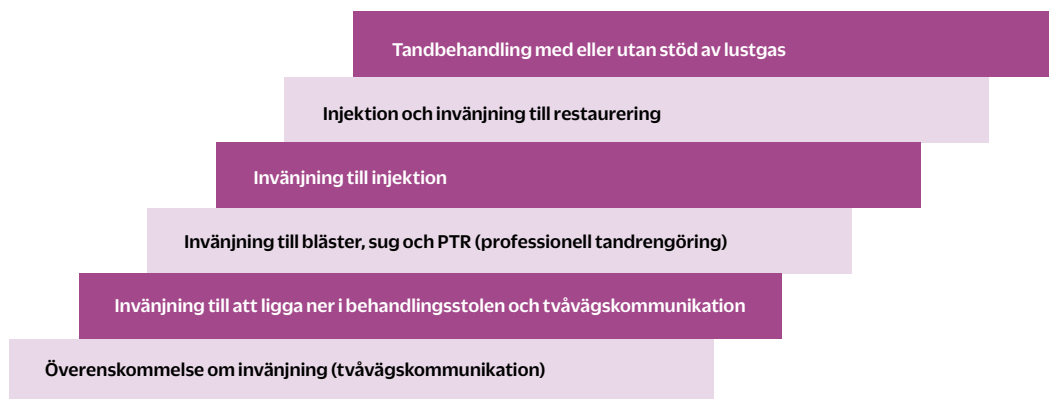 Tandbehandling med eller utan stöd av lustgas
Injektion och invänjning till restaurering
Invänjning till injektion
Invänjning till bläster, sug och PTR (professionell tandrengöring)
Invänjning till att ligga ner i behandlingsstolen och tvåvägskommunikation
Överenskommelse om invänjning (tvåvägskommunikation)